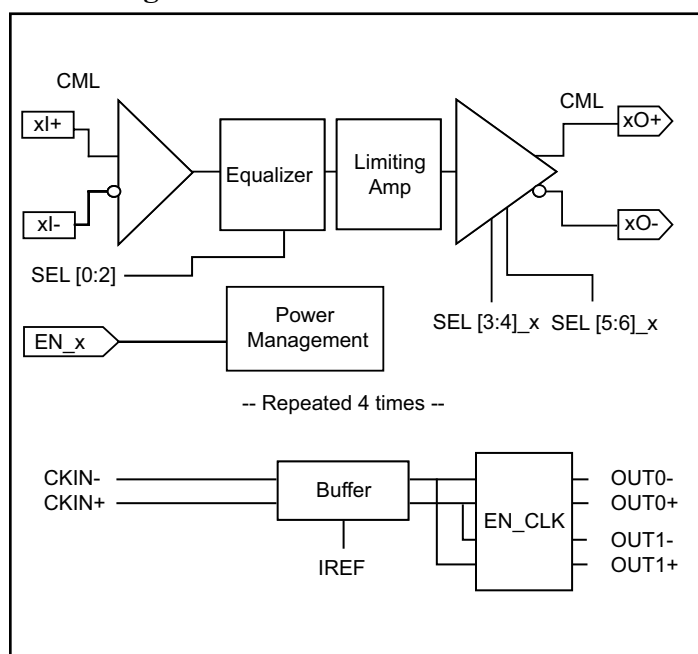 CML
CML
xI+
xO+
Equalizer
Limiting
Amp
xI-
xO-
SEL [0:2]
SEL [3:4]_x
SEL [5:6]_x
Power
Management
EN_x
-- Repeated 4 times --
CKIN-
CKIN+
Buffer
IREF
EN_CLK
OUT0-
OUT0+
OUT1-
OUT1+